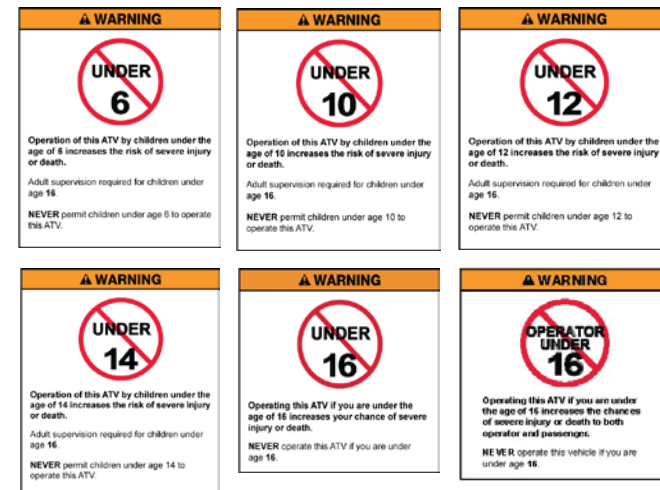 WARNING
UNDER
6
Operation of this ATV by children under the
age of 6 increases the risk of severe injury
or death.
Adult supervision required for children under
age 16.
NEVER permit children under age 6 to operate
this ATV.
WARNING
UNDER
10
Operation of this ATV by children under the
age of 10 increases the risk of severe injury
or death.
Adult supervision required for children under
age 16.
NEVER permit children under age 10 to
operate this ATV.
WARNING
UNDER
12
Operation of this ATV by children under the
age of 12 increases the risk of severe injury
or death.
Adult supervision required for children under
age 16.
NEVER permit children under age 12 to
operate this ATV.
WARNING
UNDER
14
Operation of this ATV by children under the
age of 14 increases the risk of severe injury
or death.
Adult supervision required for children under
age 16.
NEVER permit children under age 14 to
operate this ATV.
WARNING
UNDER
16
Operating this ATV if you are under the
age of 16 increases your chance of severe
injury or death.
NEVER operate this ATV if you are under
age 16.
WARNING
OPERATOR
UNDER
16
Operating this ATV if you are under
the age of 16 increases the chances
of severe injury or death to both
operator and passenger.
NEVER operate this vehicle if you are
under age 16.